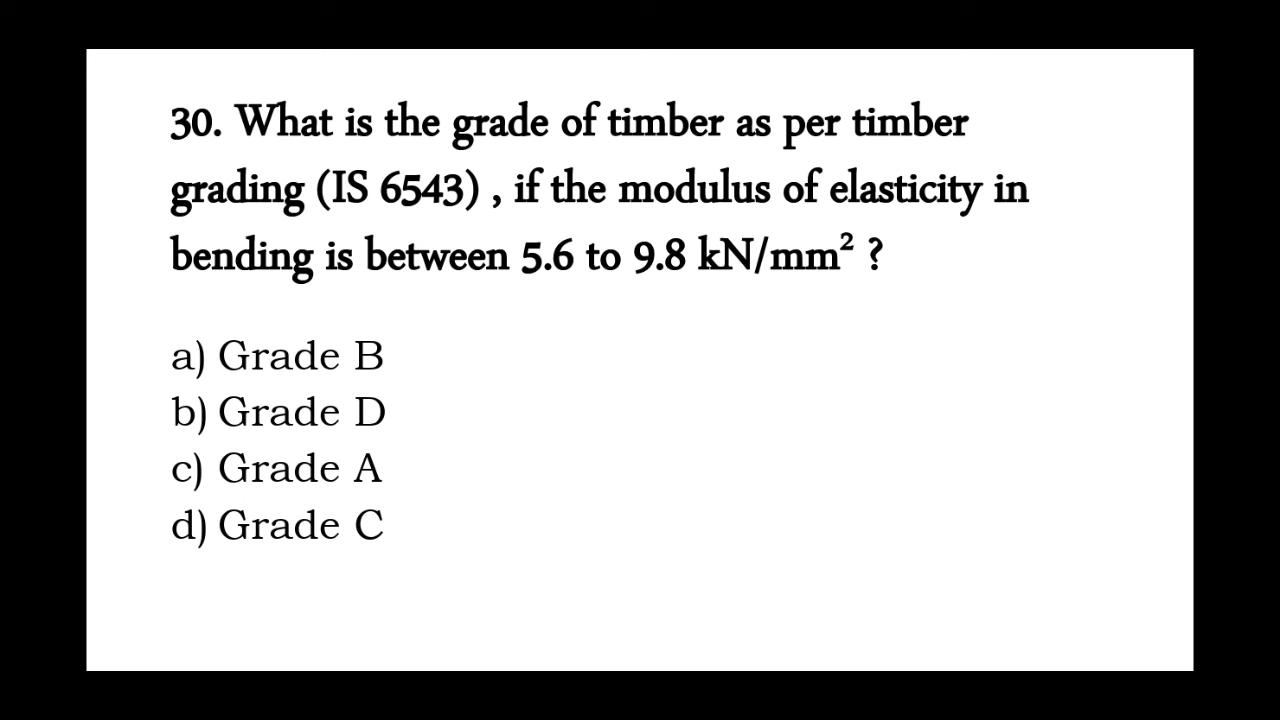 30. What is the grade of timber as per timber
grading (IS 6543) , if the modulus of elasticity in
bending is between 5.6 to 9.8 kN/mm² ?
a) Grade B
b) Grade D
c) Grade A
d) Grade C